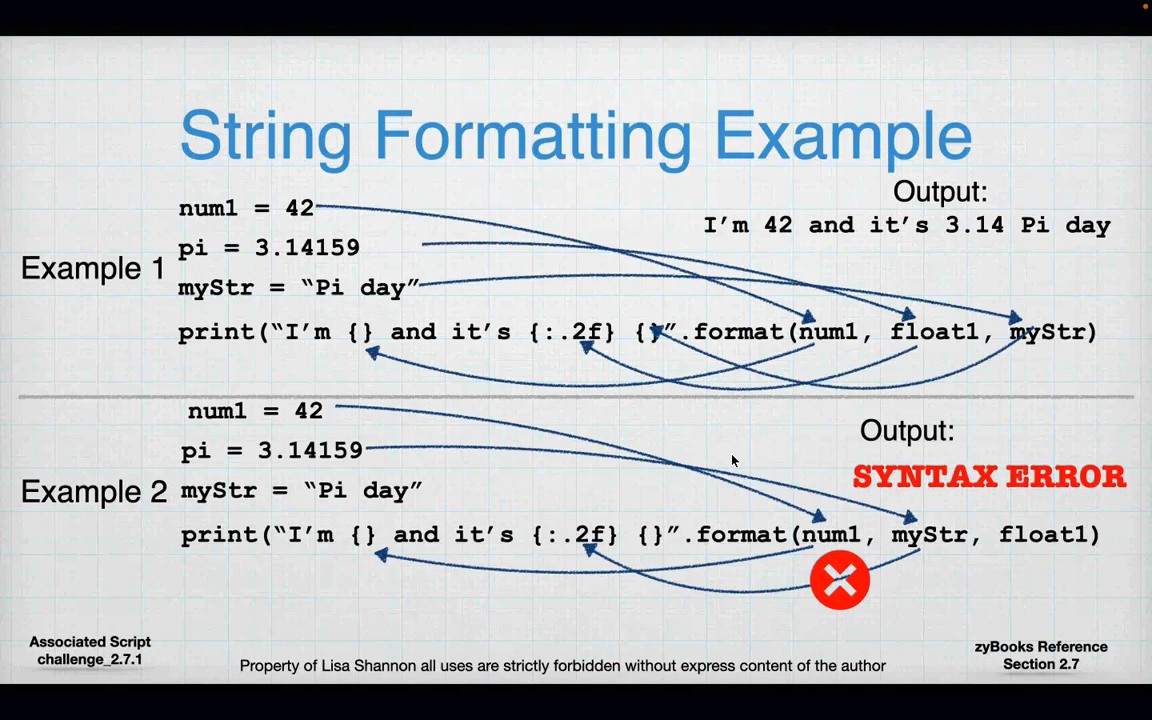 String Formatting Example
Output:
I’m 42 and it’s 3.14 Pi day
Example 1
num1 = 42
pi = 3.14159
myStr = “Pi day”
print(“I’m {} and it’s {:.2f} {}”.format(num1, float1, myStr)
Example 2
num1 = 42
pi = 3.14159
myStr = “Pi day”
print(“I’m {} and it’s {:.2f} {}”.format(num1, myStr, float1)
Output:
SYNTAX ERROR
Associated Script
challenge_2.7.1
Property of Lisa Shannon all uses are strictly forbidden without express content of the author
zyBooks Reference
Section 2.7